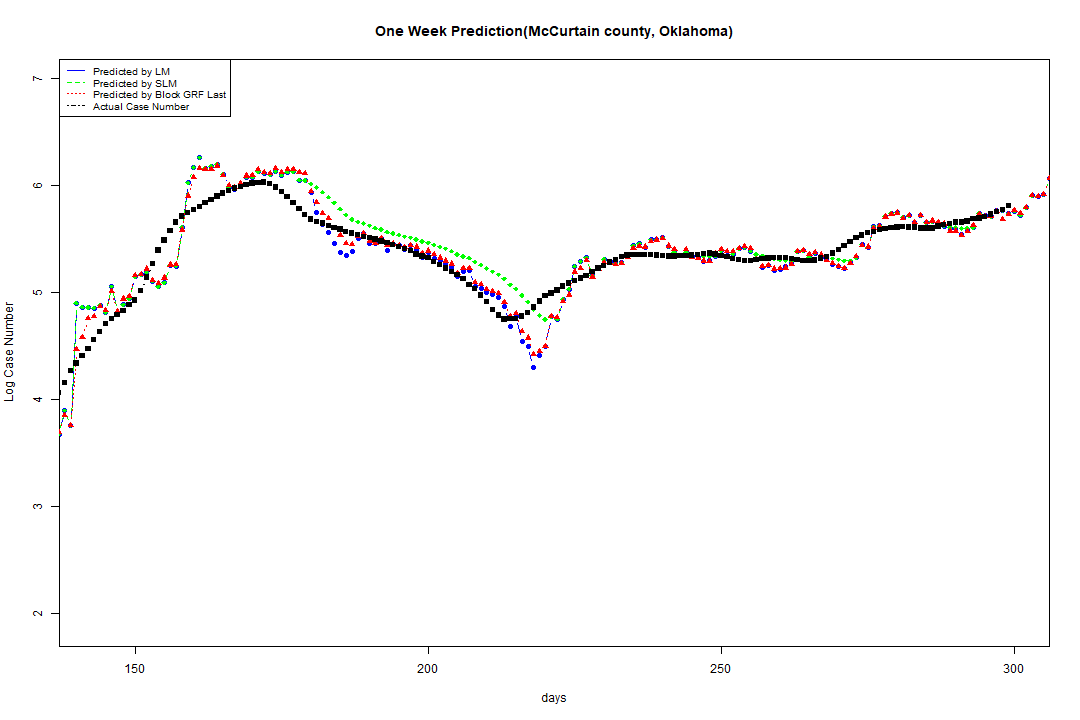 One Week Prediction(McCurtain county, Oklahoma)
Predicted by LM
Predicted by SLM
Predicted by Block GRF Last
Actual Case Number
7
6
5
4
3
2
Log Case Number
150 200 250 300
days